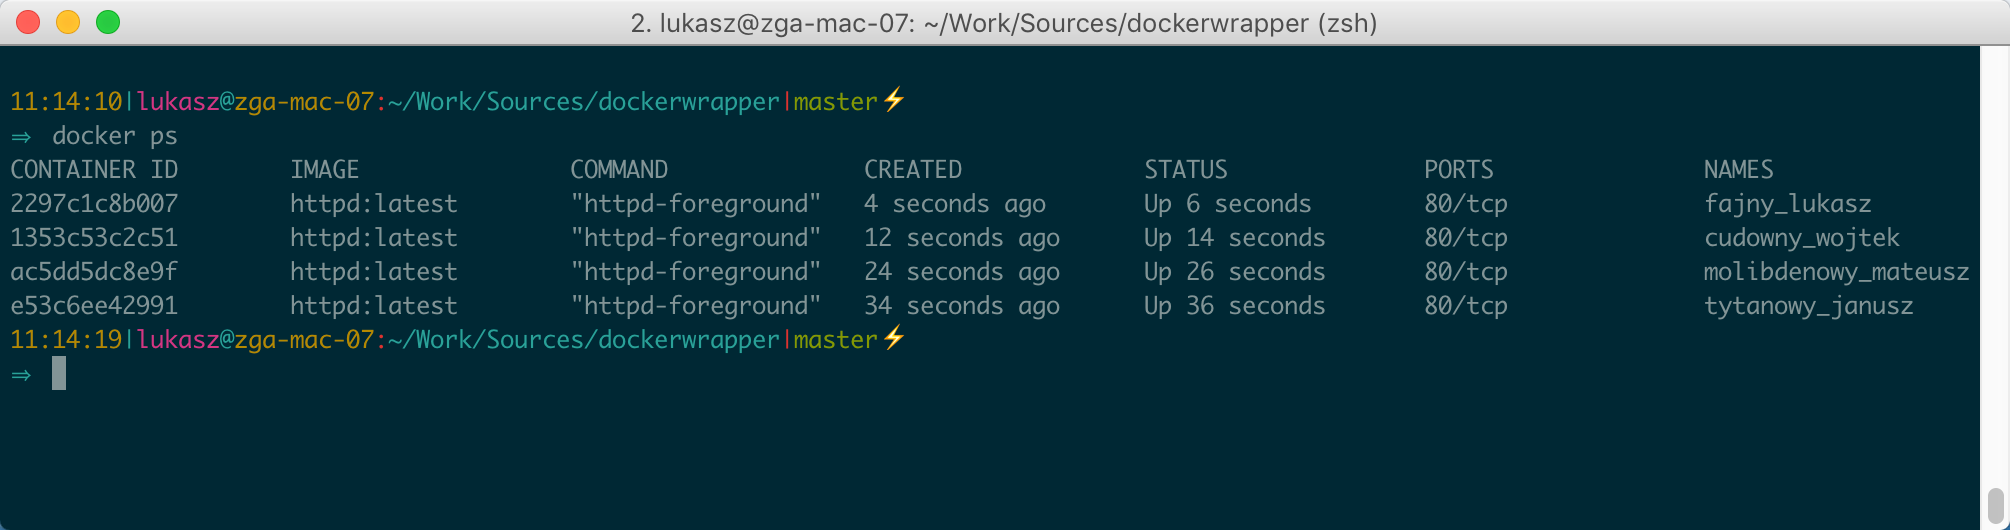 2. lukasz@zga-mac-07: ~/Work/Sources/dockerwrapper (zsh)
11:14:10|lukasz@zga-mac-07:~/Work/Sources/dockerwrapper|master⚡
⇒ docker ps
CONTAINER ID IMAGE COMMAND CREATED STATUS PORTS NAMES
2297c1c8b007 httpd:latest "httpd-foreground" 4 seconds ago Up 6 seconds 80/tcp fajny_lukasz
1353c53c2c51 httpd:latest "httpd-foreground" 12 seconds ago Up 14 seconds 80/tcp cudowny_wojtek
ac5dd5dc8e9f httpd:latest "httpd-foreground" 24 seconds ago Up 26 seconds 80/tcp molibdenowy_mateusz
e53c6ee42991 httpd:latest "httpd-foreground" 34 seconds ago Up 36 seconds 80/tcp tytanowy_janusz
11:14:19|lukasz@zga-mac-07:~/Work/Sources/dockerwrapper|master⚡
⇒